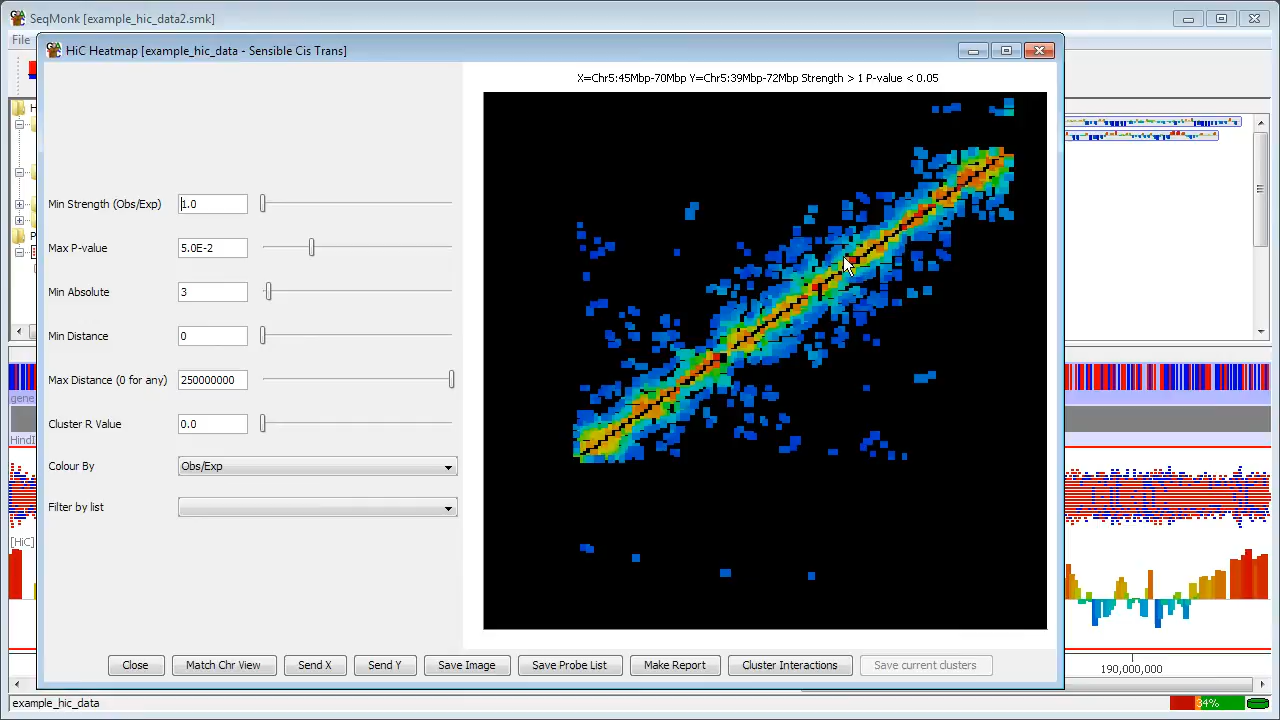 SeqMonk [example_hic_data2.smk]
File
HiC Heatmap [example_hic_data - Sensible Cis Trans]
X=Chr5:45Mbp-70Mbp Y=Chr5:39Mbp-72Mbp Strength > 1 P-value < 0.05
Min Strength (Obs/Exp) 1.0
Max P-value 5.0E-2
Min Absolute 3
Min Distance 0
Max Distance (0 for any) 250000000
Cluster R Value 0.0
Colour By Obs/Exp
Filter by list
gene
HindI
[HiC]
Close Match Chr View Send X Send Y Save Image Save Probe List Make Report Cluster Interactions Save current clusters
190,000,000
example_hic_data 34%